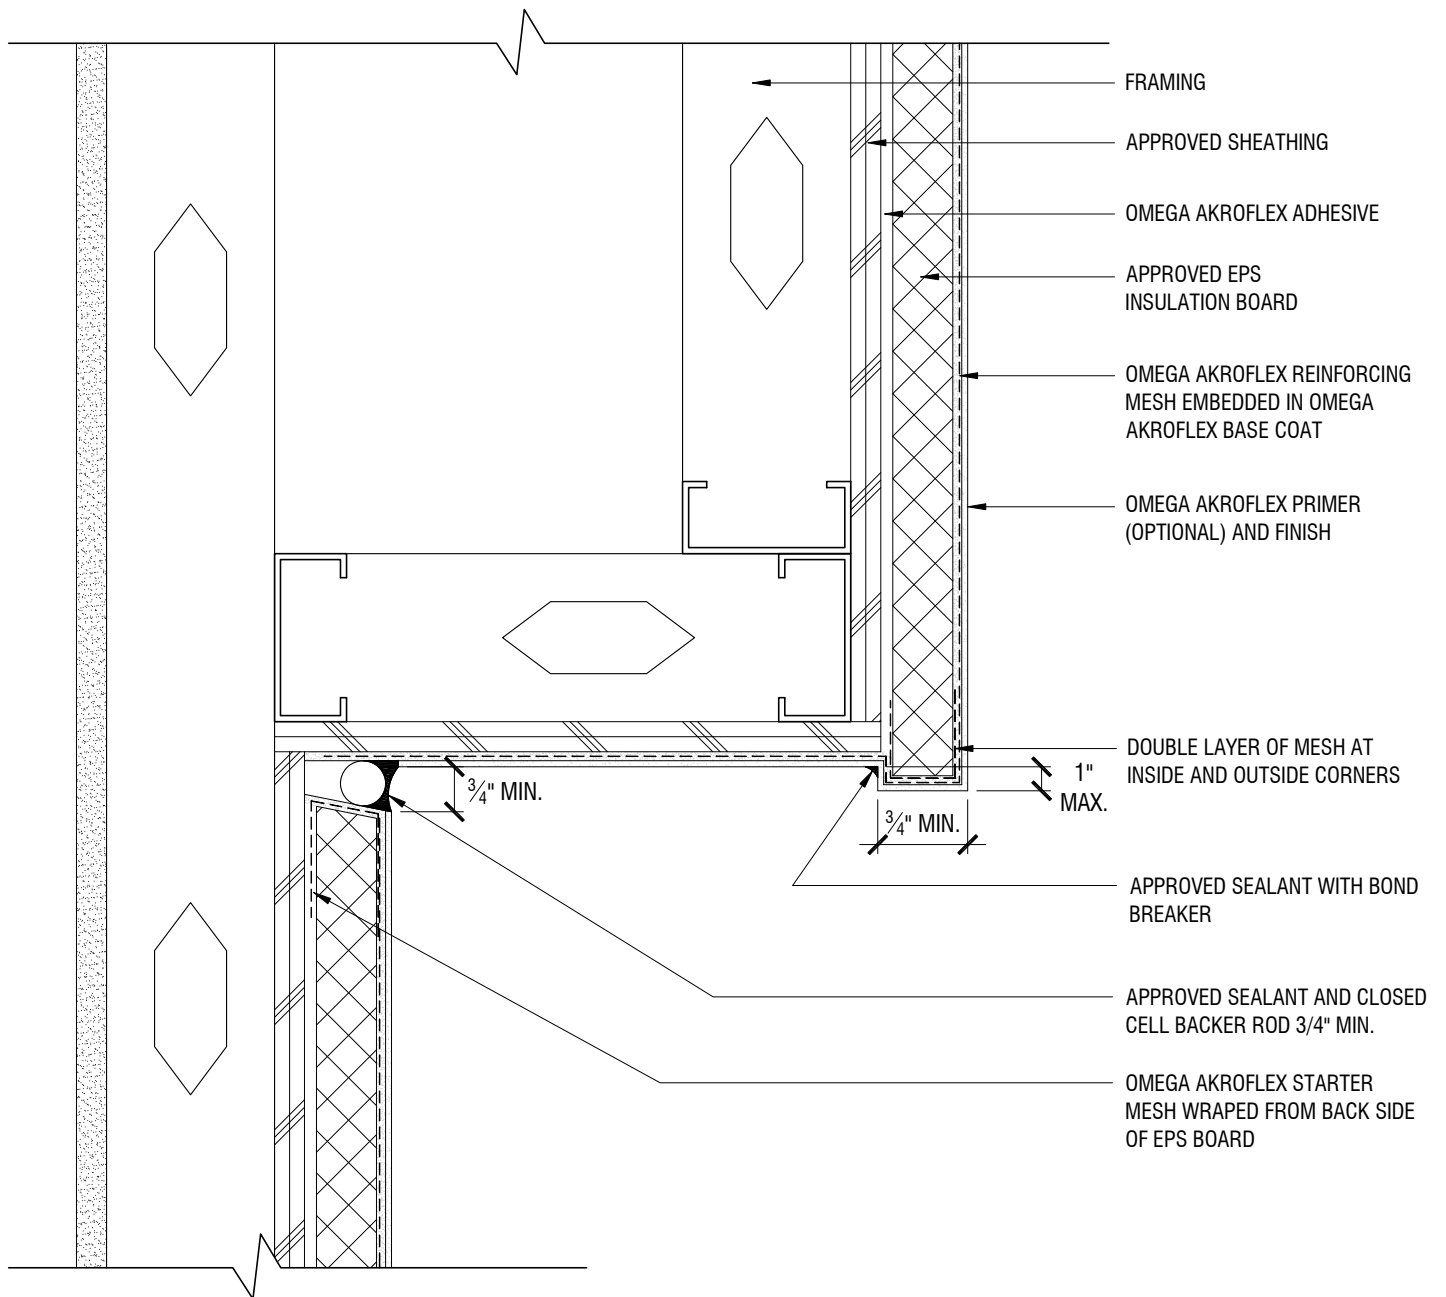 FRAMING
APPROVED SHEATHING
OMEGA AKROFLEX ADHESIVE
APPROVED EPS
INSULATION BOARD
OMEGA AKROFLEX REINFORCING
MESH EMBEDDED IN OMEGA
AKROFLEX BASE COAT
OMEGA AKROFLEX PRIMER
(OPTIONAL) AND FINISH
DOUBLE LAYER OF MESH AT
INSIDE AND OUTSIDE CORNERS
1"
MAX.
3/4" MIN.
3/4" MIN.
APPROVED SEALANT WITH BOND
BREAKER
APPROVED SEALANT AND CLOSED
CELL BACKER ROD 3/4" MIN.
OMEGA AKROFLEX STARTER
MESH WRAPED FROM BACK SIDE
OF EPS BOARD